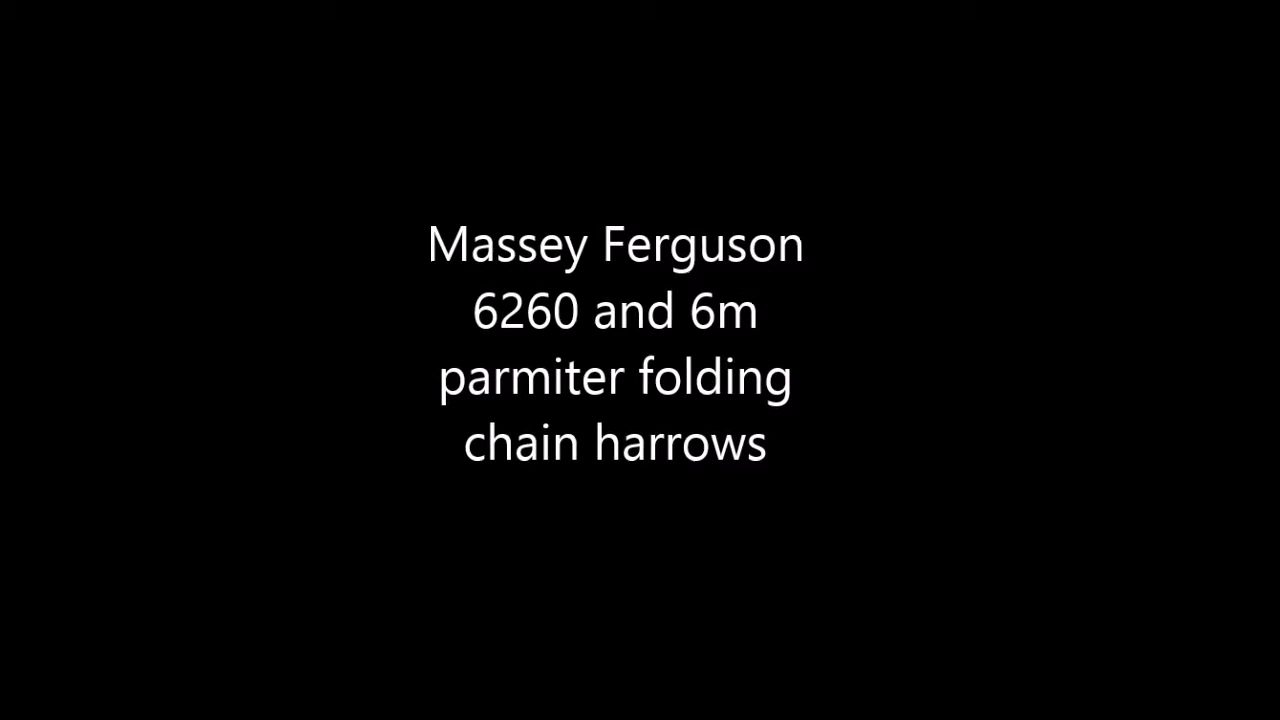 Massey Ferguson
6260 and 6m
parmiter folding
chain harrows